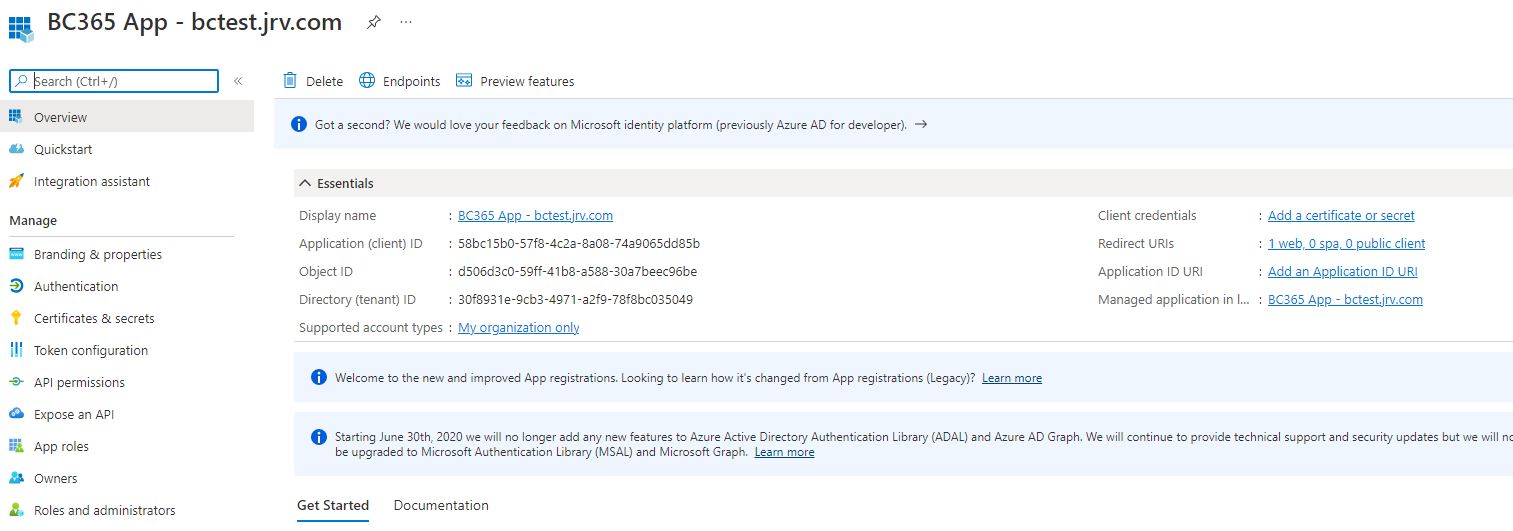 BC365 App - bctest.jrv.com
Search (Ctrl+/)
Overview
Quickstart
Integration assistant
Manage
Branding & properties
Authentication
Certificates & secrets
Token configuration
API permissions
Expose an API
App roles
Owners
Roles and administrators
Delete Endpoints Preview features
Got a second? We would love your feedback on Microsoft identity platform (previously Azure AD for developer). →
Essentials
Display name : BC365 App - bctest.jrv.com
Application (client) ID : 58bc15b0-57f8-4c2a-8a08-74a9065dd85b
Object ID : d506d3c0-59ff-41b8-a588-30a7beec96be
Directory (tenant) ID : 30f8931e-9cb3-4971-a2f9-78f8bc035049
Supported account types : My organization only
Client credentials : Add a certificate or secret
Redirect URIs : 1 web, 0 spa, 0 public client
Application ID URI : Add an Application ID URI
Managed application in l... : BC365 App - bctest.jrv.com
Welcome to the new and improved App registrations. Looking to learn how it's changed from App registrations (Legacy)? Learn more
Starting June 30th, 2020 we will no longer add any new features to Azure Active Directory Authentication Library (ADAL) and Azure AD Graph. We will continue to provide technical support and security updates but we will no
be upgraded to Microsoft Authentication Library (MSAL) and Microsoft Graph. Learn more
Get Started Documentation